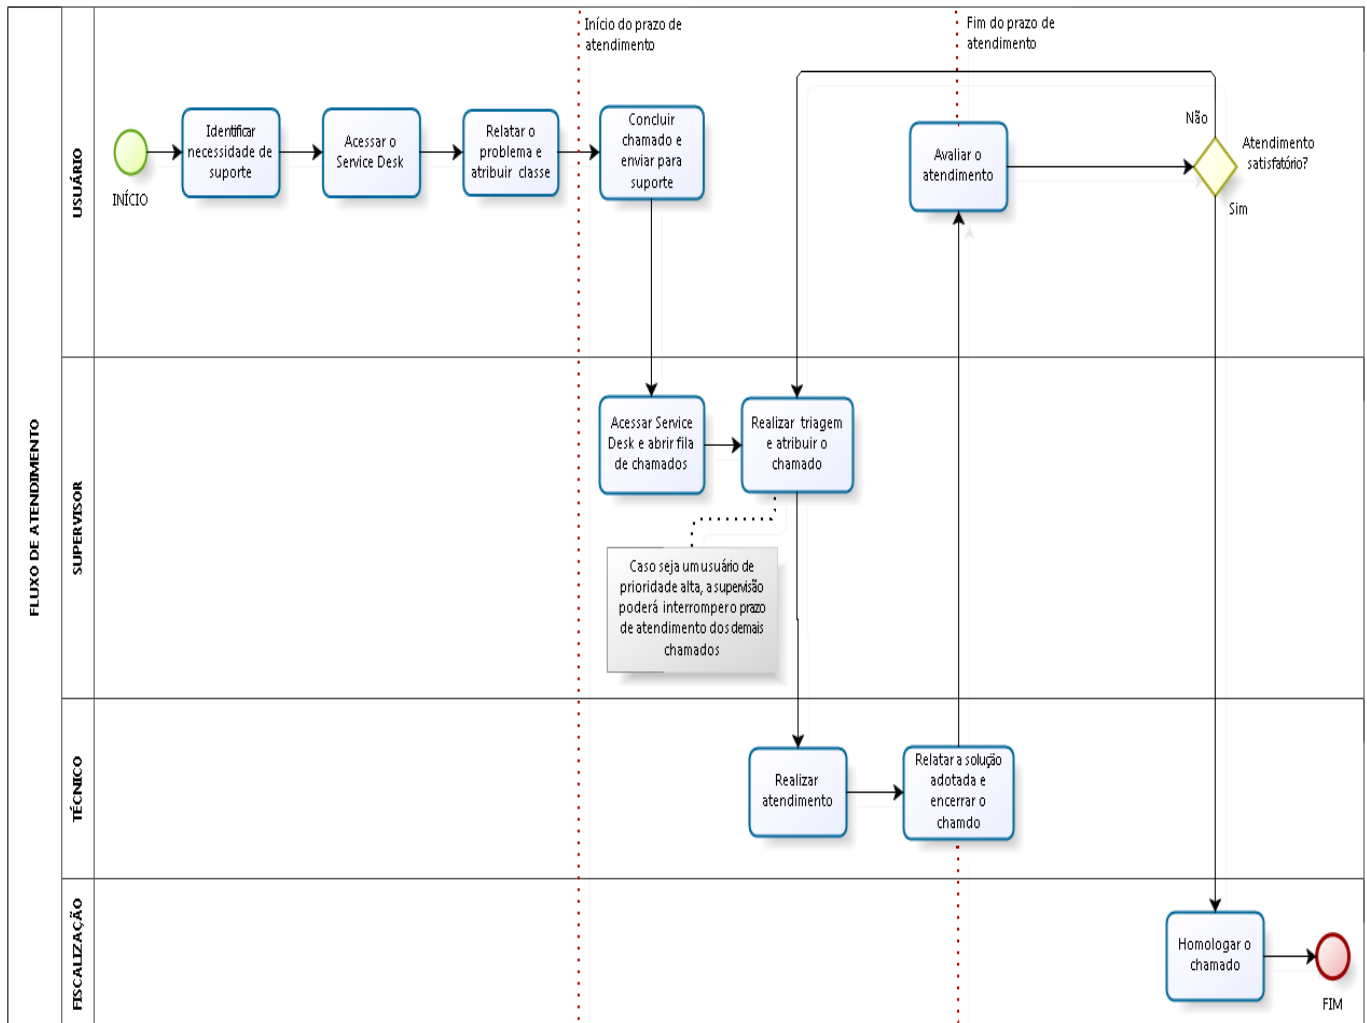 FLUXO DE ATENDIMENTO
USUÁRIO
Início do prazo de
atendimento
Fim do prazo de
atendimento
INÍCIO
Identificar
necessidade de
suporte
Acessar o
Service Desk
Relatar o
problema e
atribuir classe
Concluir
chamado e
enviar para
suporte
Avaliar o
atendimento
Não
Atendimento
satisfatório?
Sim
SUPERVISOR
Acessar Service
Desk e abrir fila
de chamados
Realizar triagem
e atribuir o
chamado
Caso seja um usuário de
prioridade alta, a supervisão
poderá interromper o prazo
de atendimento dos demais
chamados
TÉCNICO
Realizar
atendimento
Relatar a solução
adotada e
encerrar o
chamdo
FISCALIZAÇÃO
Homologar o
chamado
FIM